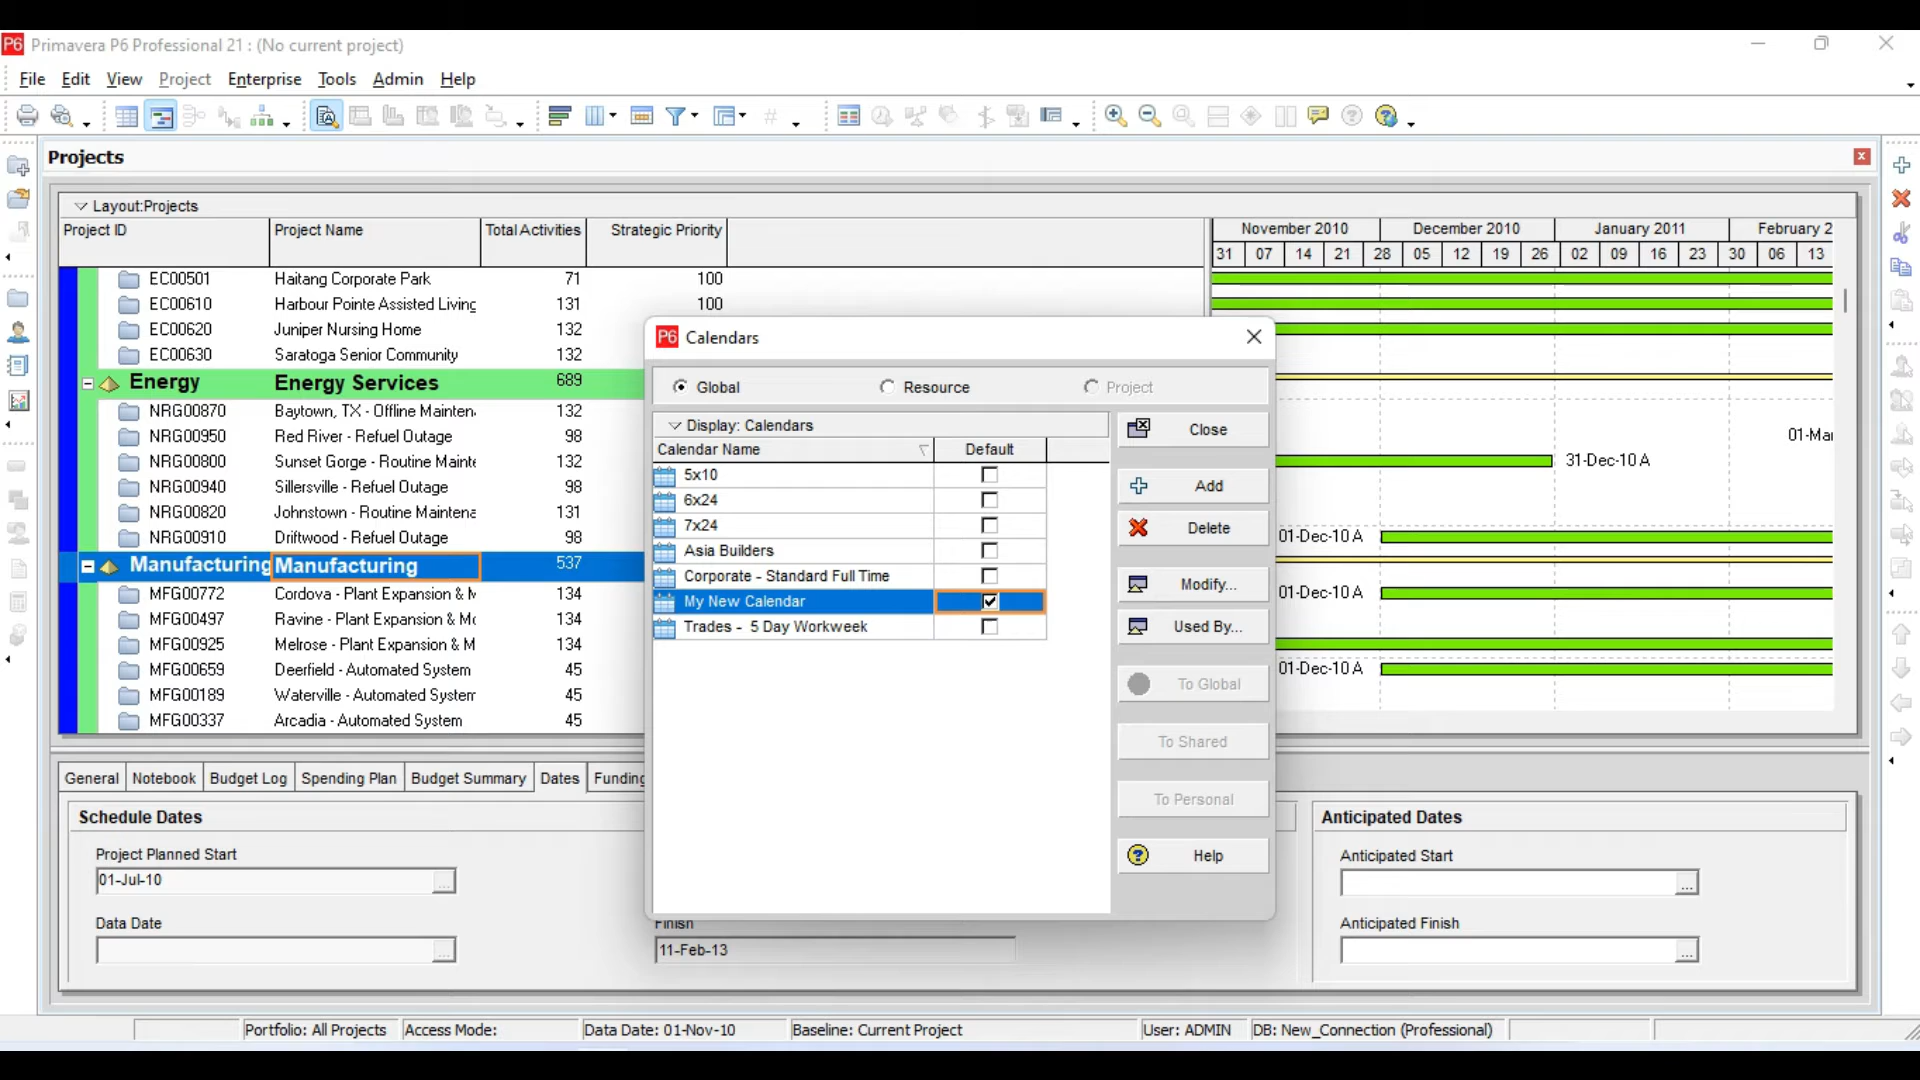 P6 Primavera P6 Professional 21 : (No current project)
File Edit View Project Enterprise Tools Admin Help
Projects
Layout:Projects
Project ID Project Name Total Activities Strategic Priority
November 2010 December 2010 January 2011 February 2
31 07 14 21 28 05 12 19 26 02 09 16 23 30 06 13
EC00501 Haitang Corporate Park 71 100
EC00610 Harbour Pointe Assisted Living 131 100
EC00620 Juniper Nursing Home 132
EC00630 Saratoga Senior Community 132
Energy Energy Services 689
NRG00870 Baytown, TX - Offline Mainten 132
NRG00950 Red River - Refuel Outage 98
NRG00800 Sunset Gorge - Routine Mainte 132
NRG00940 Sillersville - Refuel Outage 98
NRG00820 Johnstown - Routine Maintena 131
NRG00910 Driftwood - Refuel Outage 98
Manufacturing Manufacturing 537
MFG00772 Cordova - Plant Expansion & M 134
MFG00497 Ravine - Plant Expansion & Mo 134
MFG00925 Melrose - Plant Expansion & M 134
MFG00659 Deerfield - Automated System 45
MFG00189 Waterville - Automated System 45
MFG00337 Arcadia - Automated System 45
01-Mar
31-Dec-10 A
01-Dec-10 A
01-Dec-10 A
01-Dec-10 A
P6 Calendars
Global Resource Project
Display: Calendars
Calendar Name Default
5x10
6x24
7x24
Asia Builders
Corporate - Standard Full Time
My New Calendar
Trades - 5 Day Workweek
Close
Add
Delete
Modify...
Used By...
To Global
To Shared
To Personal
Help
General Notebook Budget Log Spending Plan Budget Summary Dates Funding
Schedule Dates
Project Planned Start
01-Jul-10
Data Date
Finish
11-Feb-13
Anticipated Dates
Anticipated Start
Anticipated Finish
Portfolio: All Projects Access Mode: Data Date: 01-Nov-10 Baseline: Current Project User: ADMIN DB: New_Connection (Professional)